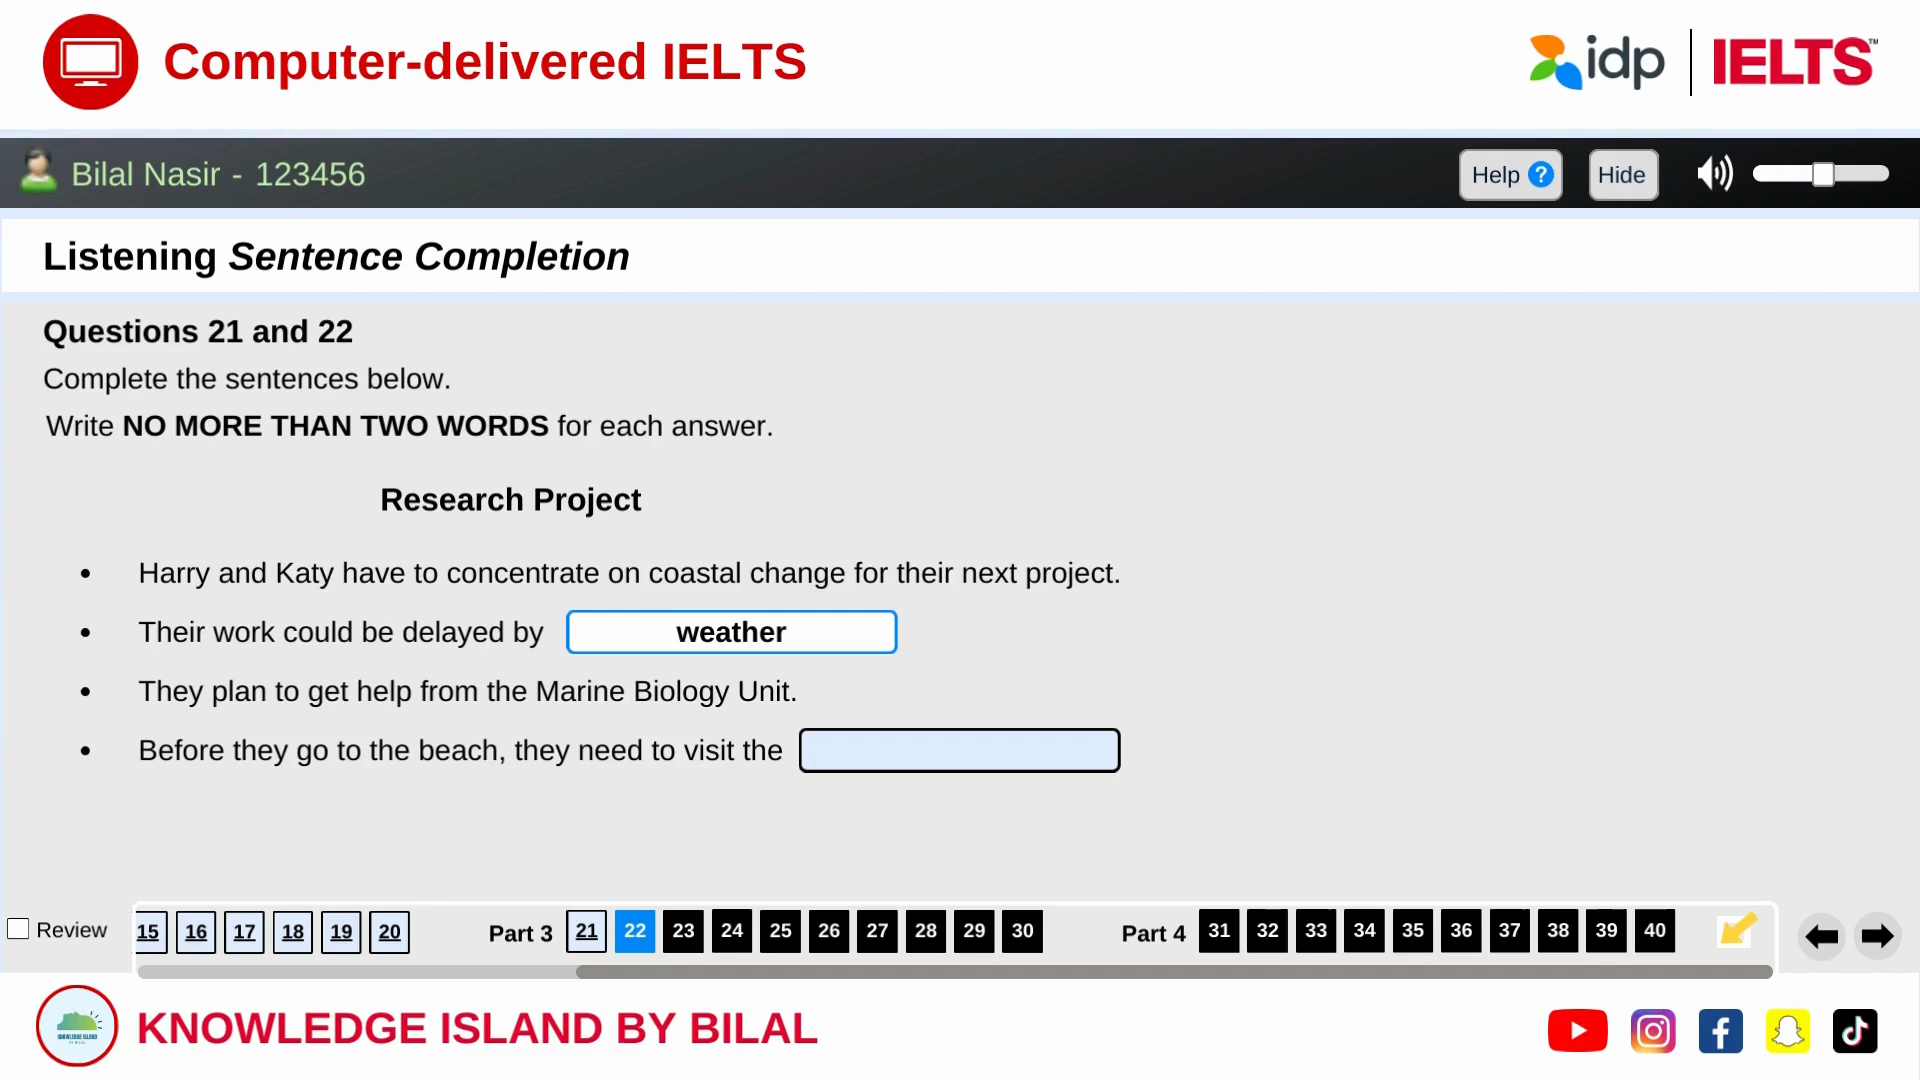 Computer-delivered IELTS
idp
IELTS™
Bilal Nasir - 123456
Help ?
Hide
Listening Sentence Completion
Questions 21 and 22
Complete the sentences below.
Write NO MORE THAN TWO WORDS for each answer.
Research Project
• Harry and Katy have to concentrate on coastal change for their next project.
• Their work could be delayed by weather
• They plan to get help from the Marine Biology Unit.
• Before they go to the beach, they need to visit the
Review
15 16 17 18 19 20 Part 3 21 22 23 24 25 26 27 28 29 30 Part 4 31 32 33 34 35 36 37 38 39 40
KNOWLEDGE ISLAND
BY BILAL
KNOWLEDGE ISLAND BY BILAL